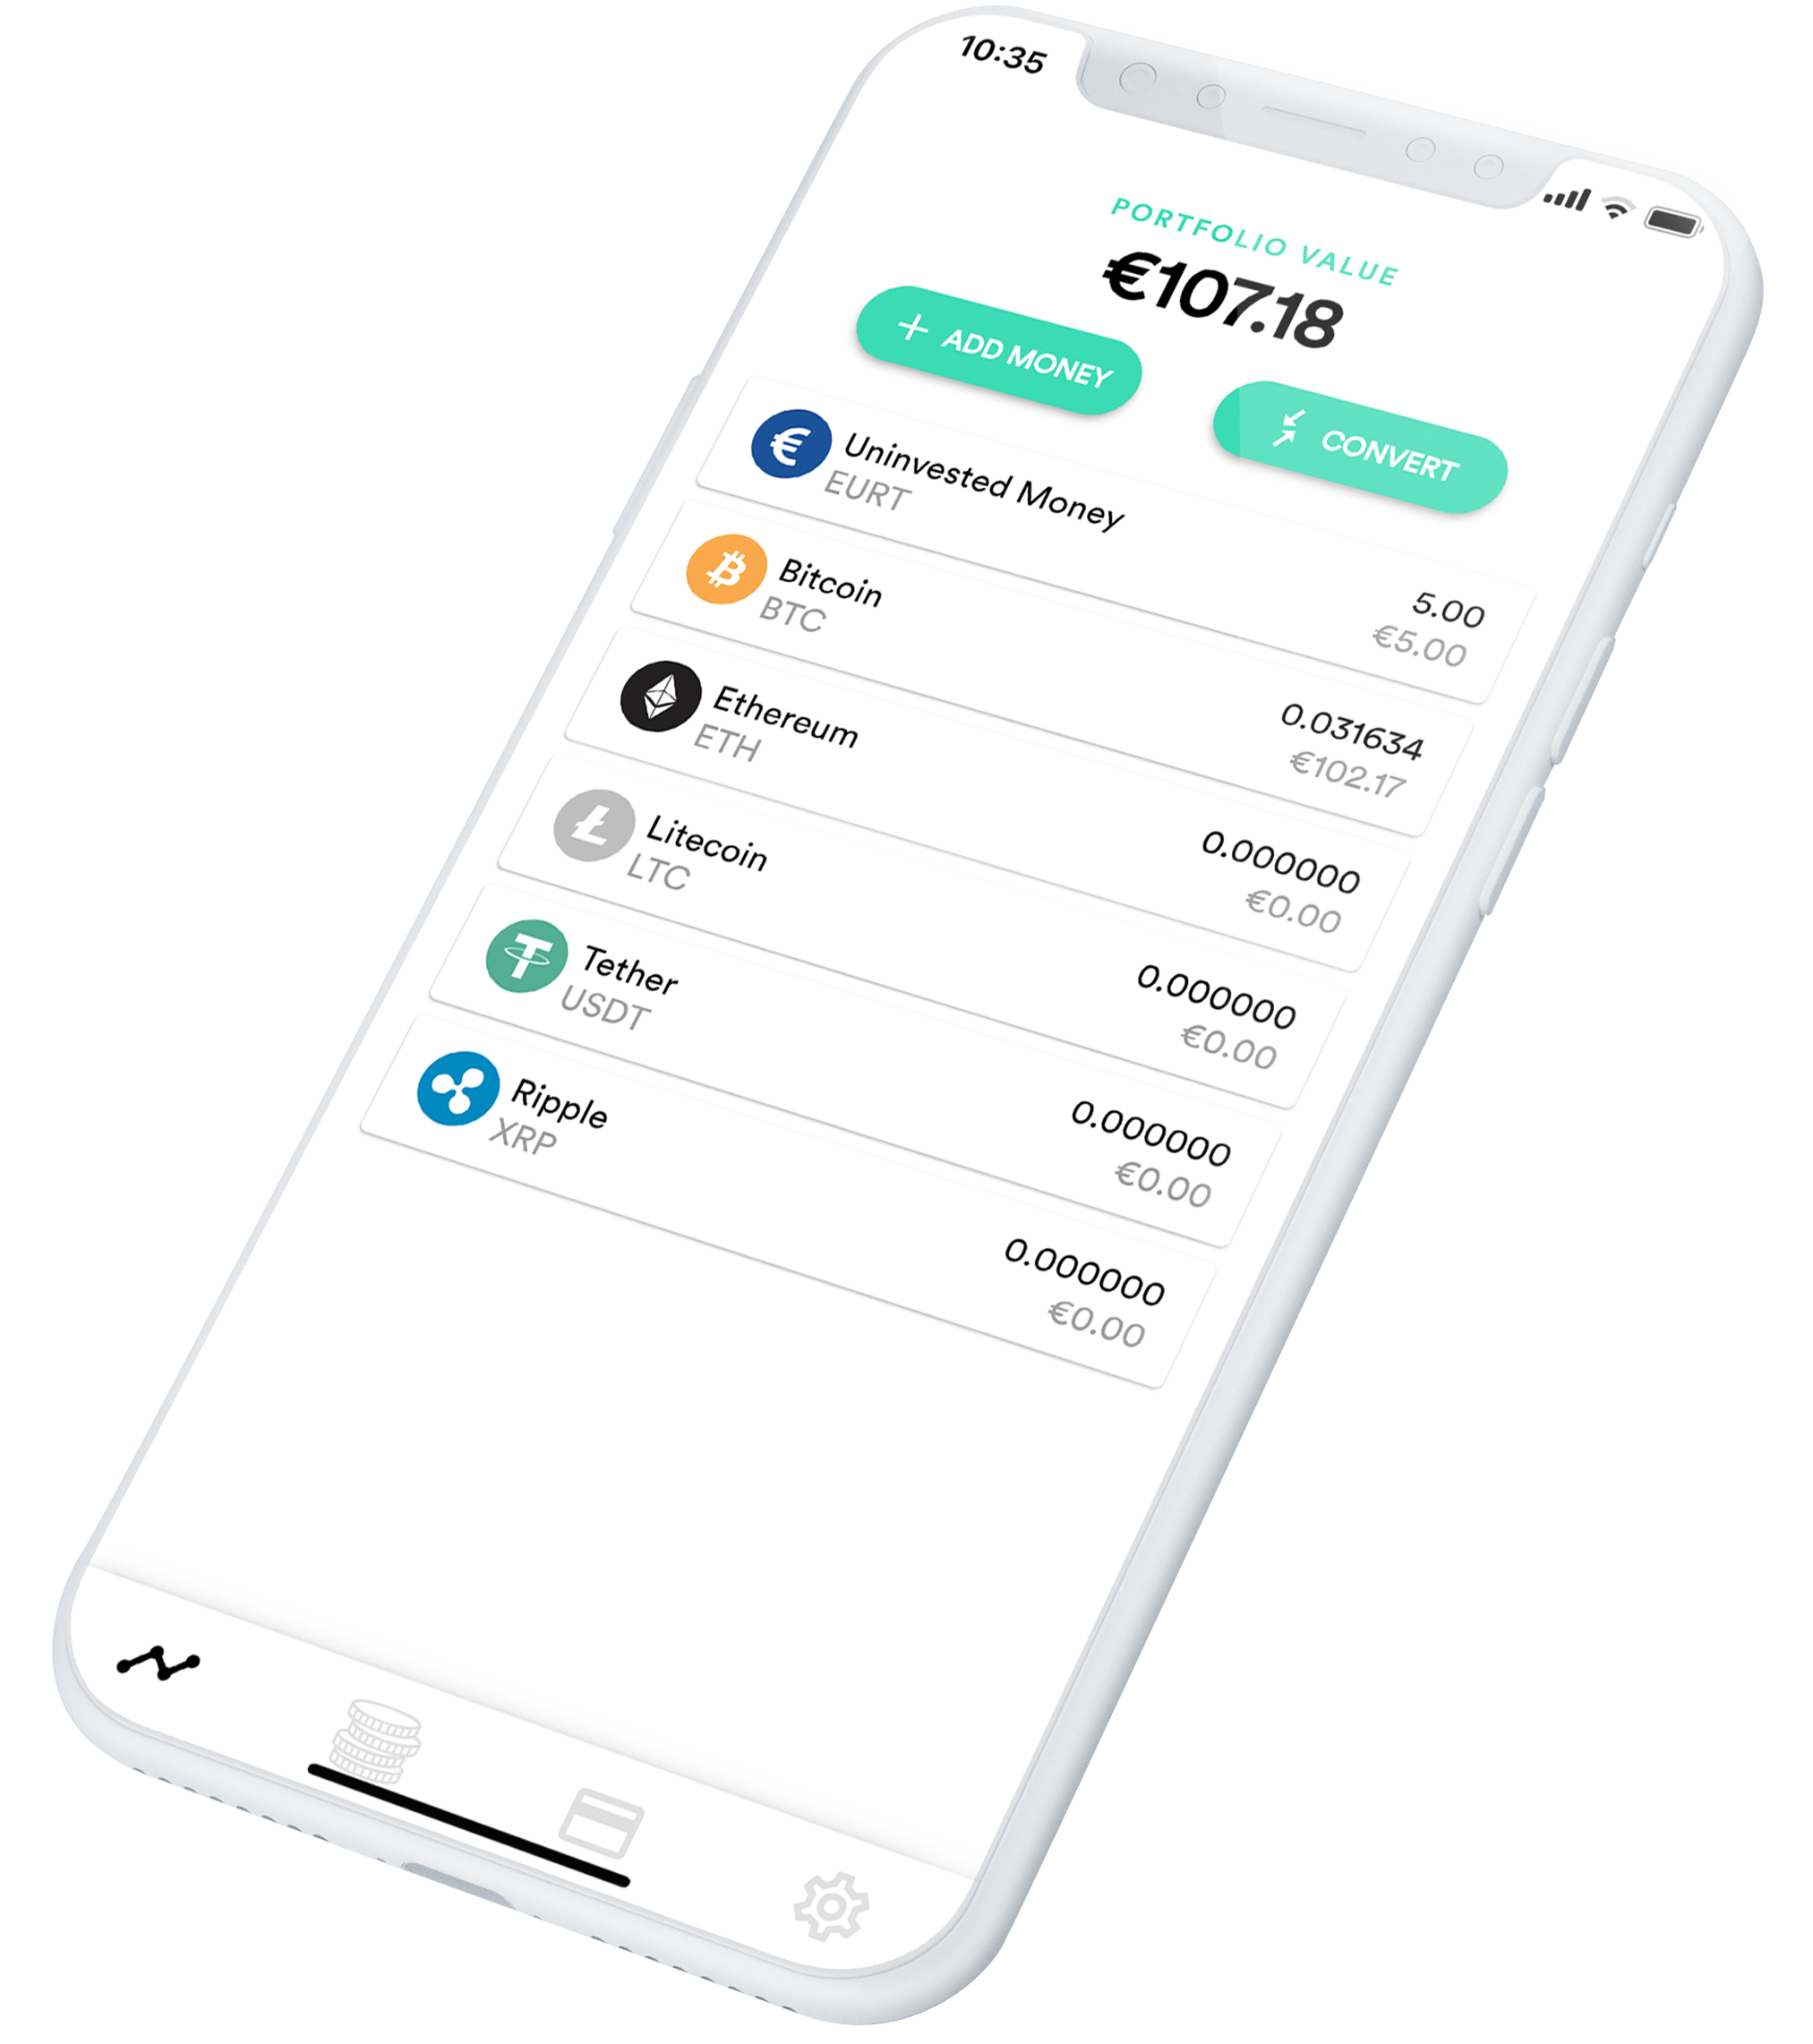 10:35
PORTFOLIO VALUE
€107.18
+ ADD MONEY
CONVERT
Uninvested Money
EURT
5.00
€5.00
Bitcoin
BTC
0.031634
€102.17
Ethereum
ETH
0.000000
€0.00
Litecoin
LTC
0.000000
€0.00
Tether
USDT
0.000000
€0.00
Ripple
XRP
0.000000
€0.00